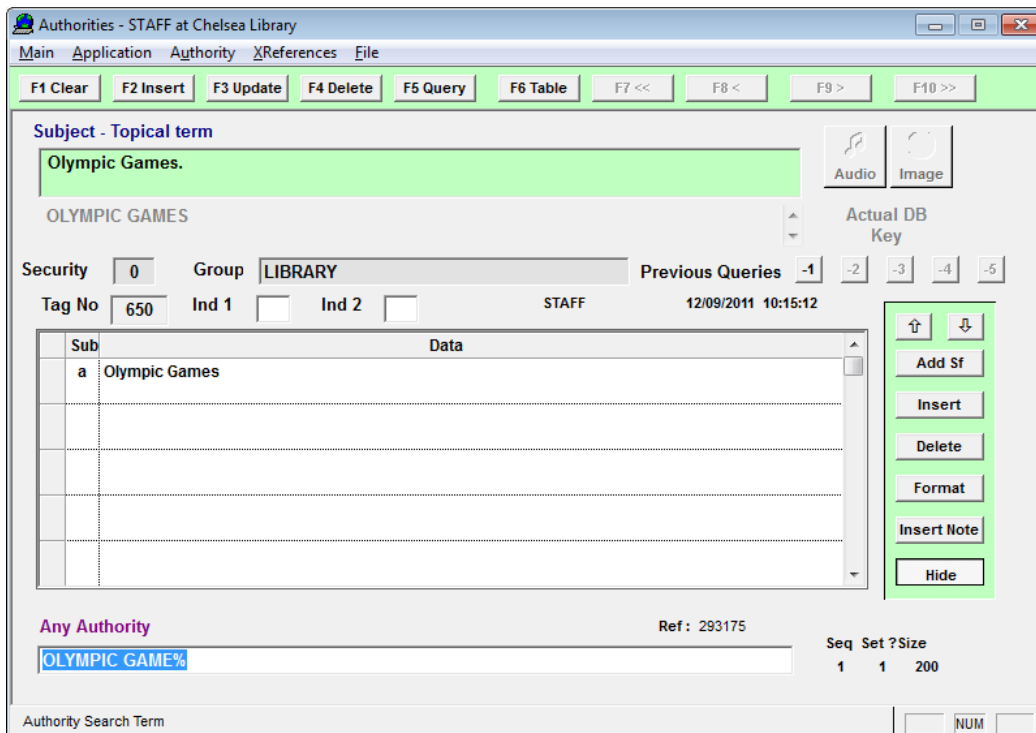 Authorities - STAFF at Chelsea Library
Main Application Authority XReferences File
F1 Clear F2 Insert F3 Update F4 Delete F5 Query F6 Table F7 << F8 < F9 > F10 >>
Subject - Topical term
Olympic Games.
Audio Image
OLYMPIC GAMES
Actual DB
Key
Security 0 Group LIBRARY Previous Queries -1 -2 -3 -4 -5
Tag No 650 Ind 1 Ind 2 STAFF 12/09/2011 10:15:12
Sub Data
a Olympic Games
Add Sf
Insert
Delete
Format
Insert Note
Hide
Any Authority Ref : 293175
OLYMPIC GAME%
Seq Set ?Size
1 1 200
Authority Search Term NUM